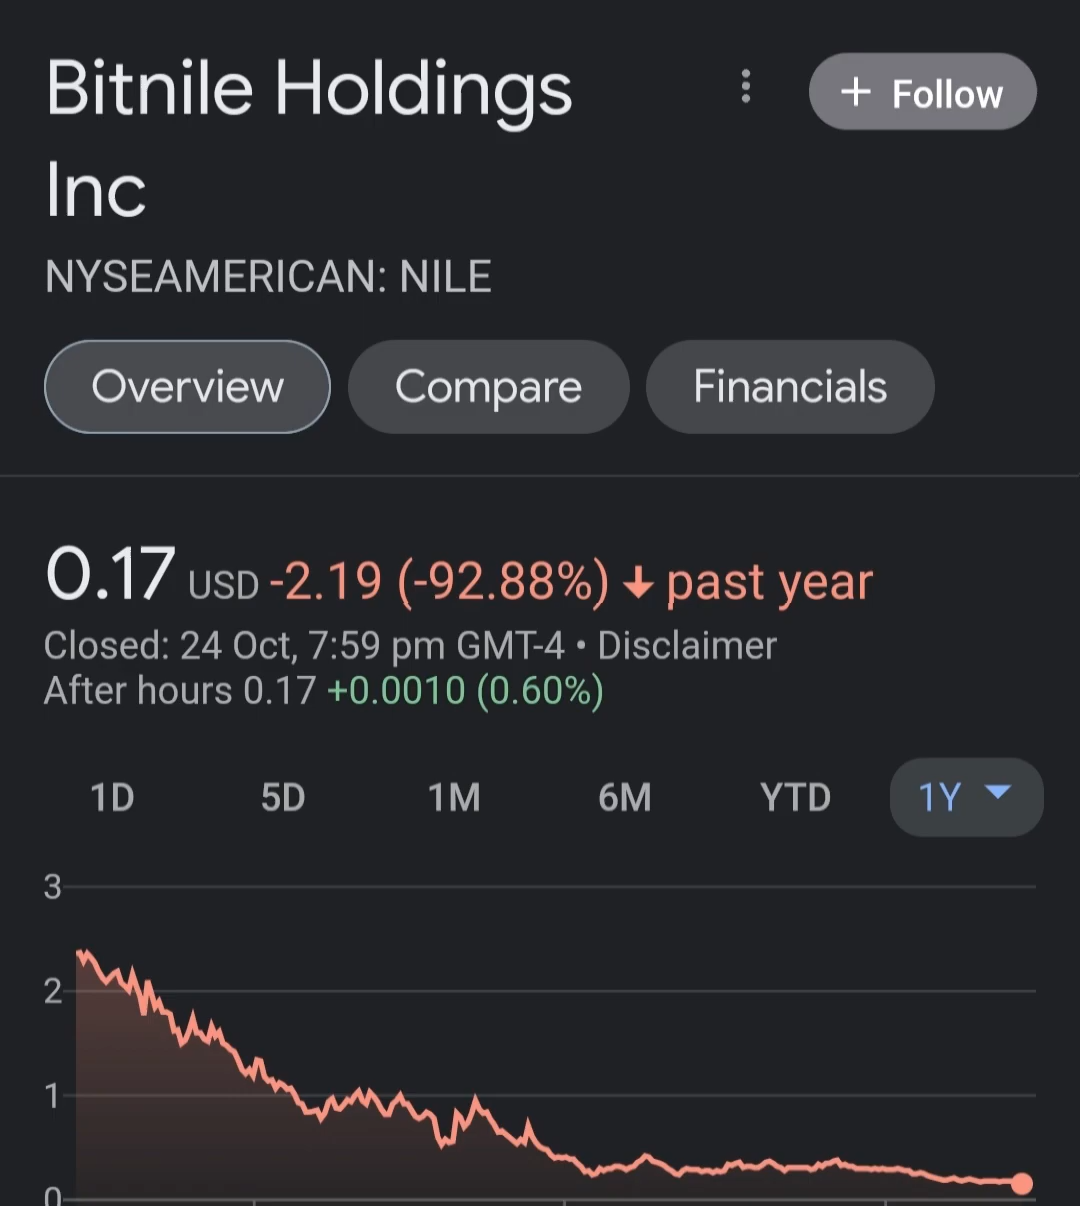 Bitnile Holdings
Inc
+ Follow
NYSEAMERICAN: NILE
Overview Compare Financials
0.17 USD -2.19 (-92.88%) ↓ past year
Closed: 24 Oct, 7:59 pm GMT-4 • Disclaimer
After hours 0.17 +0.0010 (0.60%)
1D 5D 1M 6M YTD 1Y
3
2
1
0